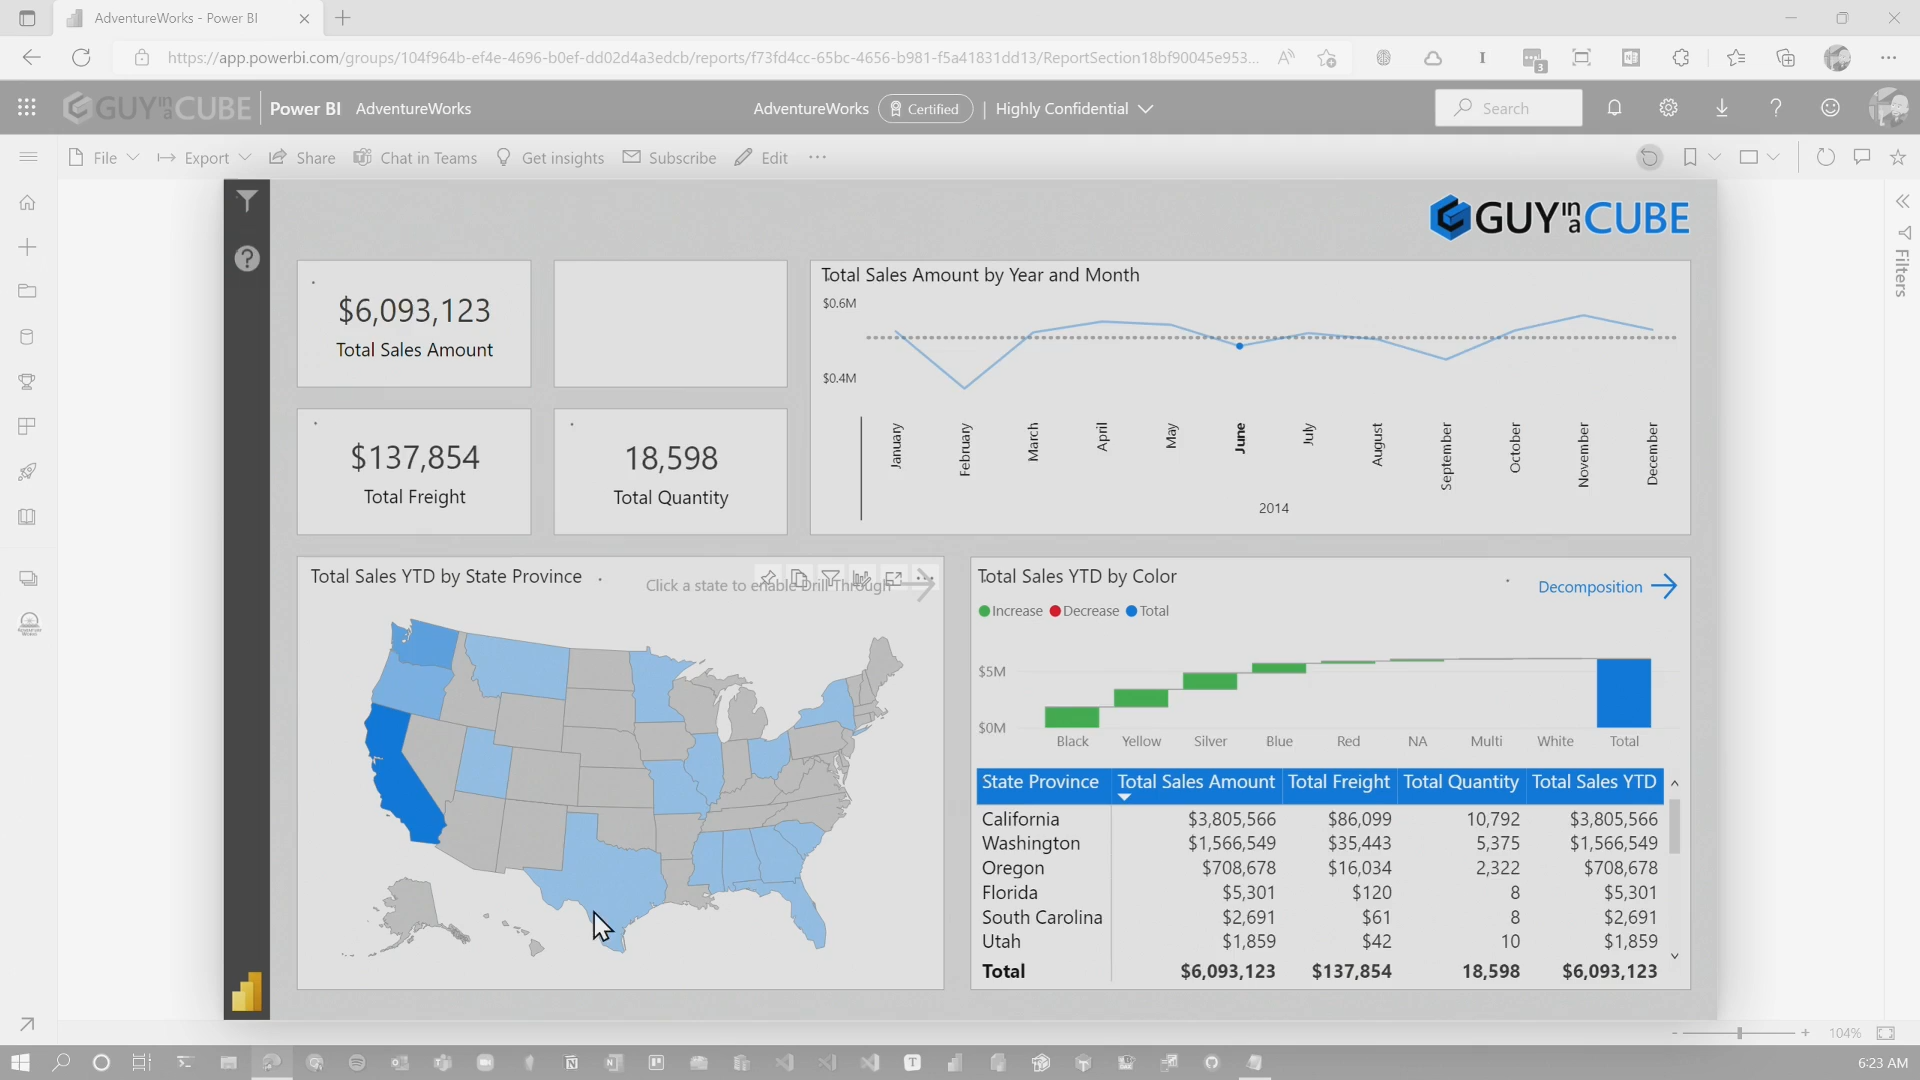 AdventureWorks - Power BI
https://app.powerbi.com/groups/104f964b-ef4e-4696-b0ef-dd02d4a3edcb/reports/f73fd4cc-65bc-4656-b981-f5a41831dd13/ReportSection18bf90045e953...
3
GUY in a CUBE
Power BI AdventureWorks
AdventureWorks Certified | Highly Confidential
Search
File Export Share Chat in Teams Get insights Subscribe Edit
GUY in a CUBE
Filters
$6,093,123
Total Sales Amount
$137,854
Total Freight
18,598
Total Quantity
Total Sales Amount by Year and Month
$0.6M
$0.4M
January February March April May June July August September October November December
2014
Total Sales YTD by State Province
Click a state to enable Drill Through
Total Sales YTD by Color
Decomposition
Increase Decrease Total
$5M
$0M
Black Yellow Silver Blue Red NA Multi White Total
State Province Total Sales Amount Total Freight Total Quantity Total Sales YTD
California $3,805,566 $86,099 10,792 $3,805,566
Washington $1,566,549 $35,443 5,375 $1,566,549
Oregon $708,678 $16,034 2,322 $708,678
Florida $5,301 $120 8 $5,301
South Carolina $2,691 $61 8 $2,691
Utah $1,859 $42 10 $1,859
Total $6,093,123 $137,854 18,598 $6,093,123
- + 104%
6:23 AM